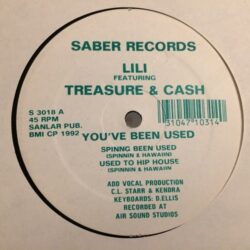 SABER RECORDS
LILI
FEATURING
TREASURE & CASH
S 3018 A
45 RPM
SANLAR PUB.
BMI CP 1992
31047 10314
YOU'VE BEEN USED
SPINNG BEEN USED
(SPINNIN & HAWAIIN)
USED TO HIP HOUSE
(SPINNIN & HAWAIIN
ADD VOCAL PRODUCTION
C.L. STARR & KENDRA
KEYBOARDS: D.ELLIS
RECORDED AT
AIR SOUND STUDIOS